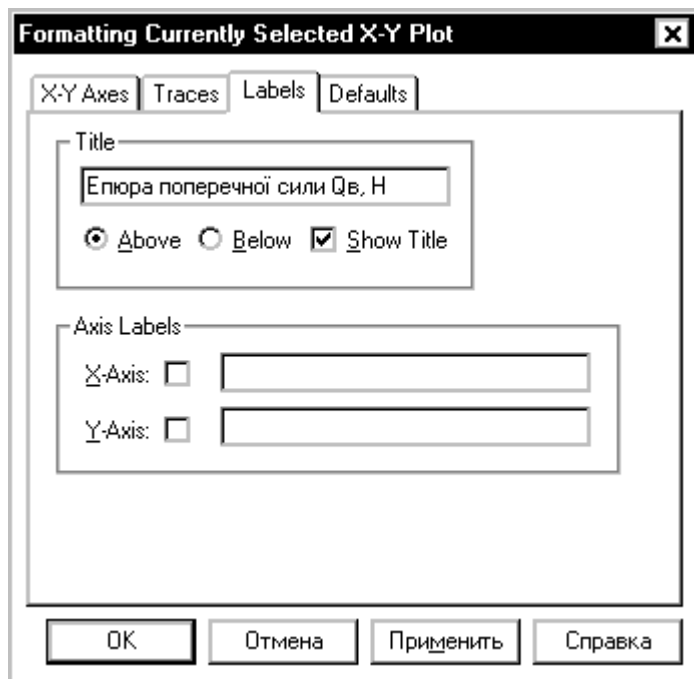 Formatting Currently Selected X-Y Plot
X-Y Axes Traces Labels Defaults
Title
Епюра поперечної сили Qв, Н
Above Below Show Title
Axis Labels
X-Axis:
Y-Axis:
OK Отмена Применить Справка